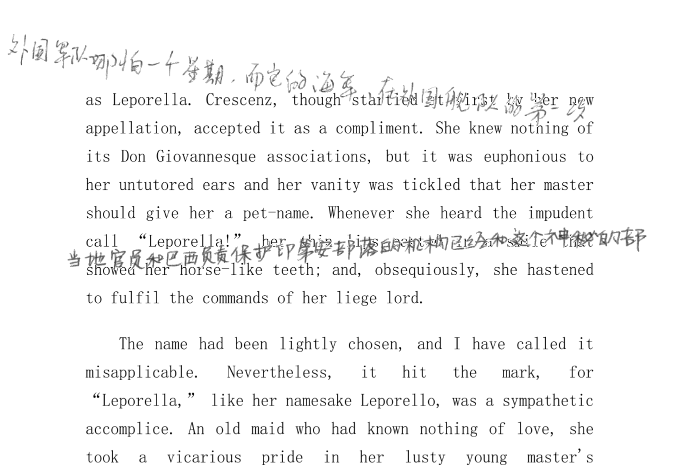 外国军队哪怕一个星期，而它的海军，在外国舰队的第一次
as Leporella. Crescenz, though startled at first by her new
appellation, accepted it as a compliment. She knew nothing of
its Don Giovannesque associations, but it was euphonious to
her untutored ears and her vanity was tickled that her master
should give her a pet-name. Whenever she heard the impudent
call “Leporella!” her thin lips
当地官员和巴西负责保护印第安部落的机构已经和这个神秘的部
showed her horse-like teeth; and, obsequiously, she hastened
to fulfil the commands of her liege lord.
The name had been lightly chosen, and I have called it
misapplicable. Nevertheless, it hit the mark, for
“Leporella,” like her namesake Leporello, was a sympathetic
accomplice. An old maid who had known nothing of love, she
took a vicarious pride in her lusty young master's